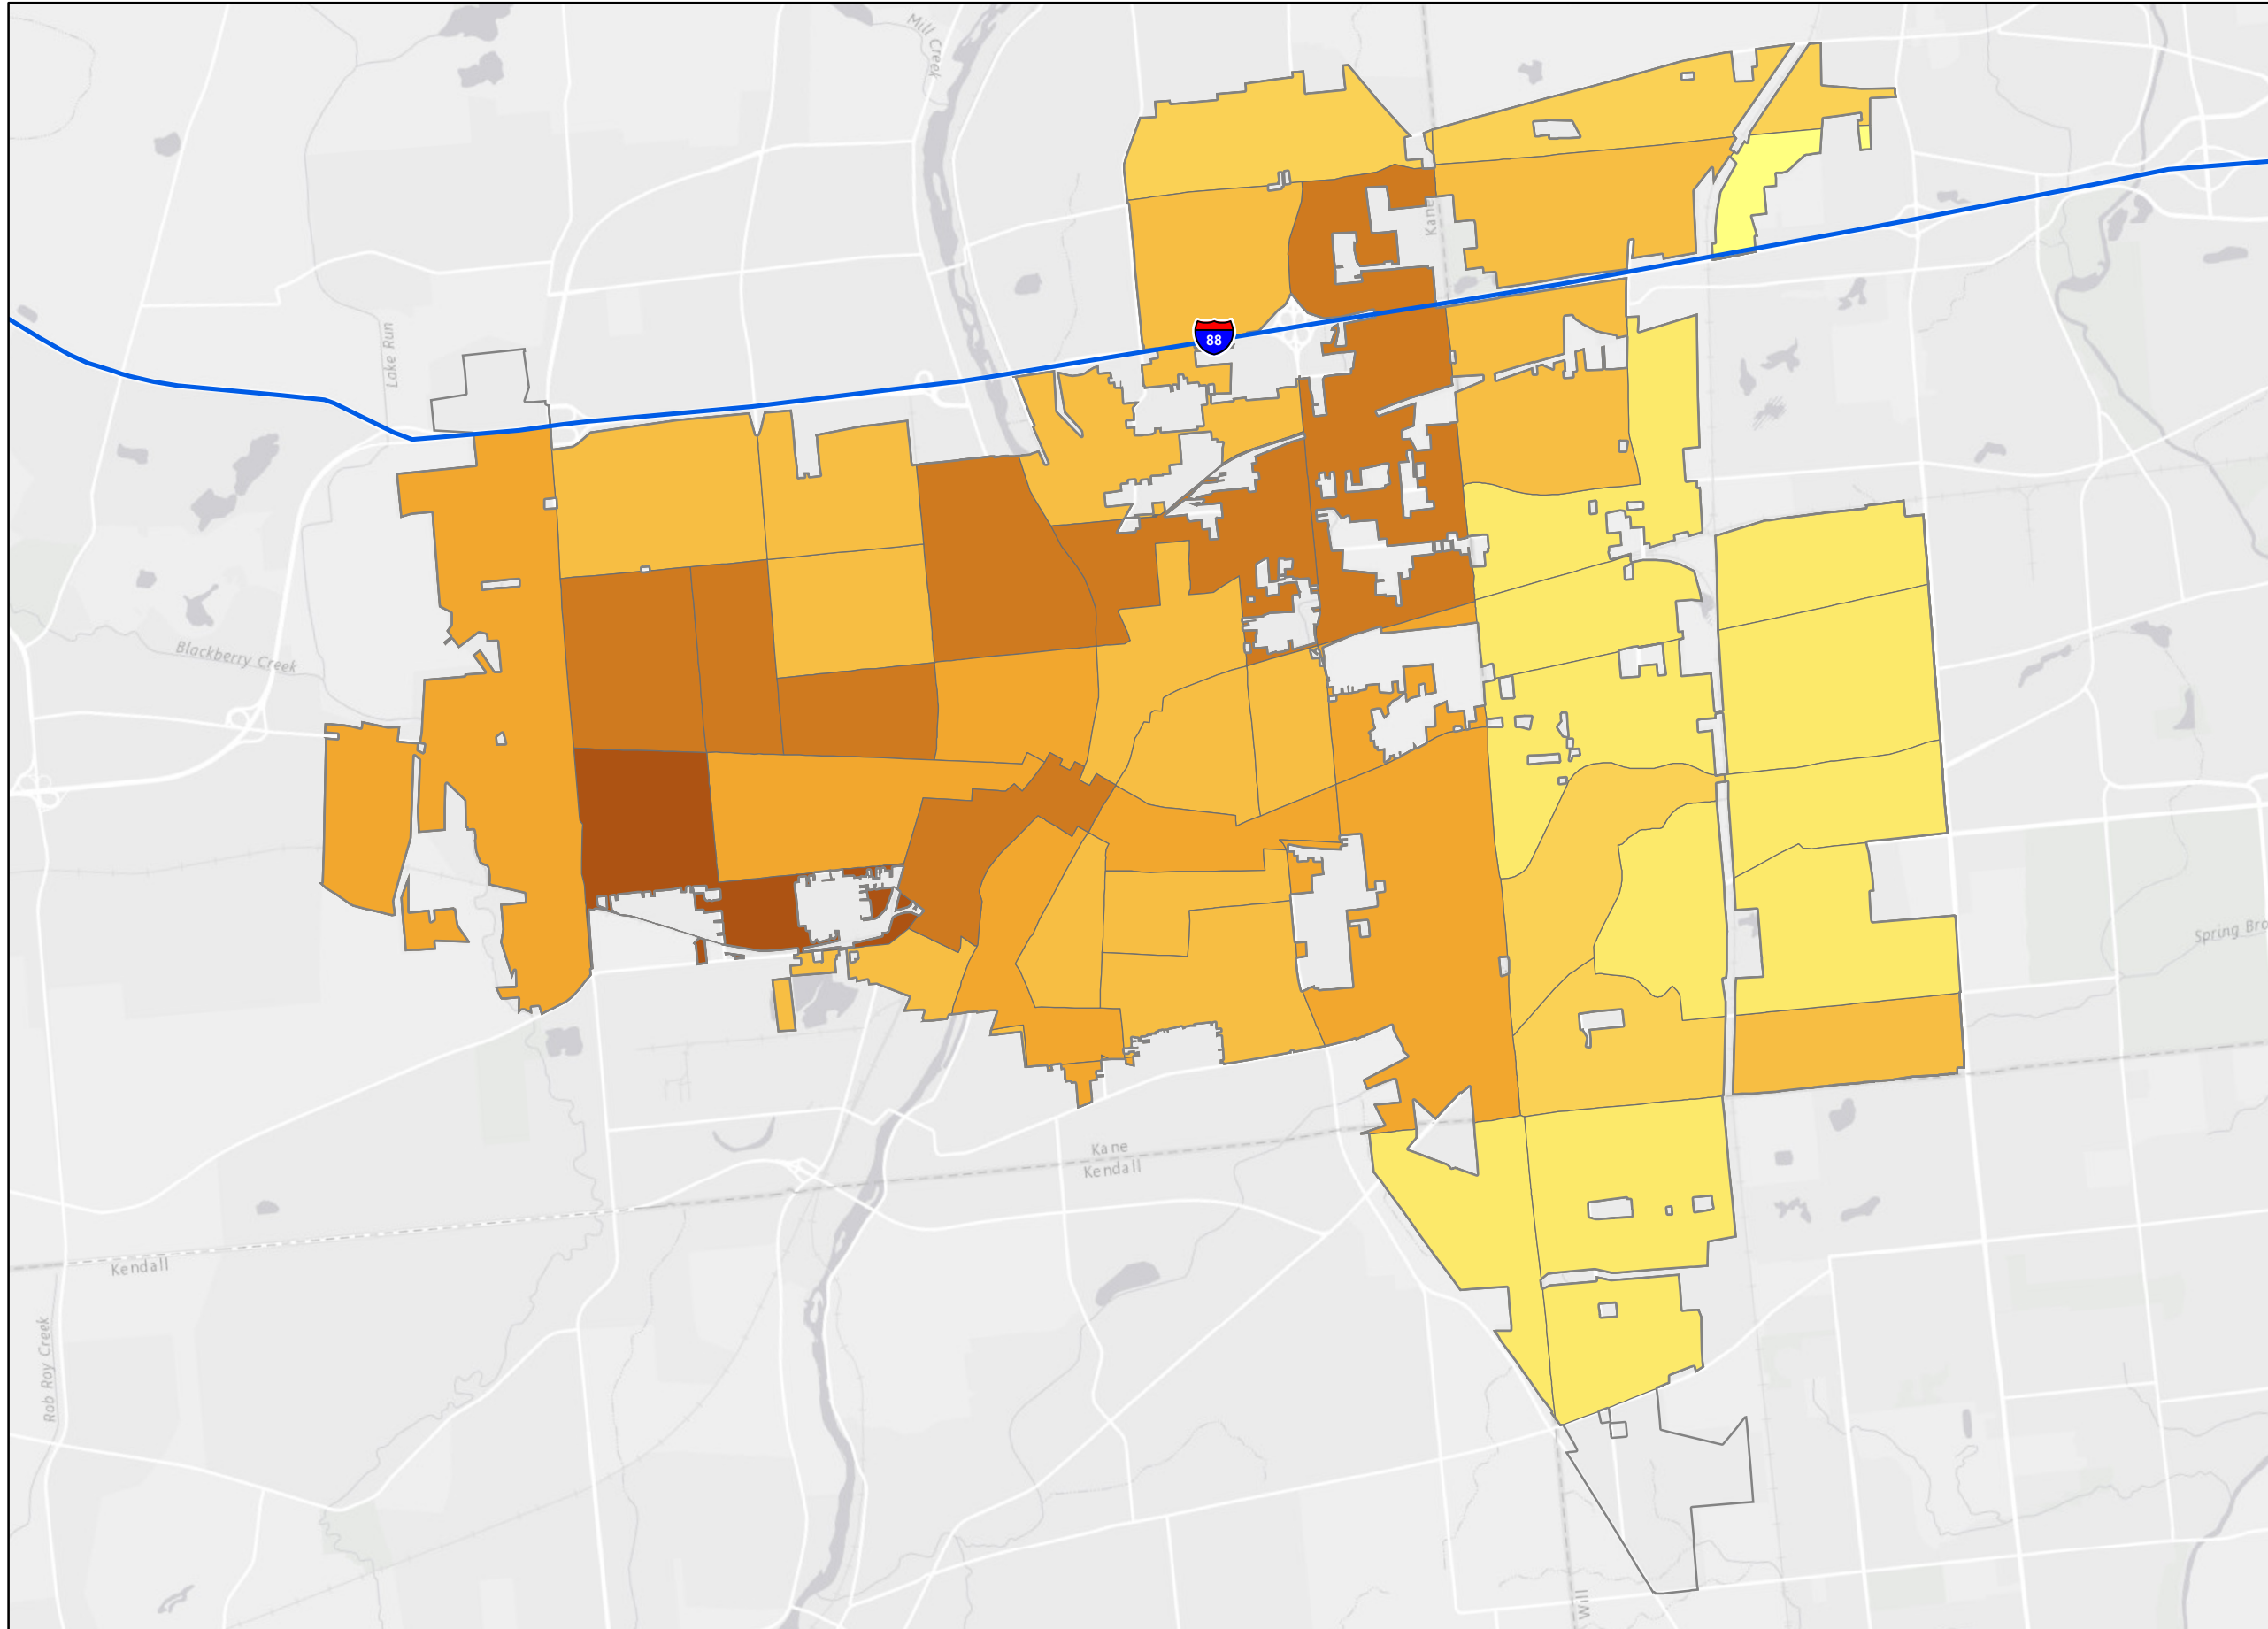 Mill Creek
Kane
Lake Run
88
Blackberry Creek
Spring Bro
Kane
Kendall
Kendall
Rob Roy Creek
Will